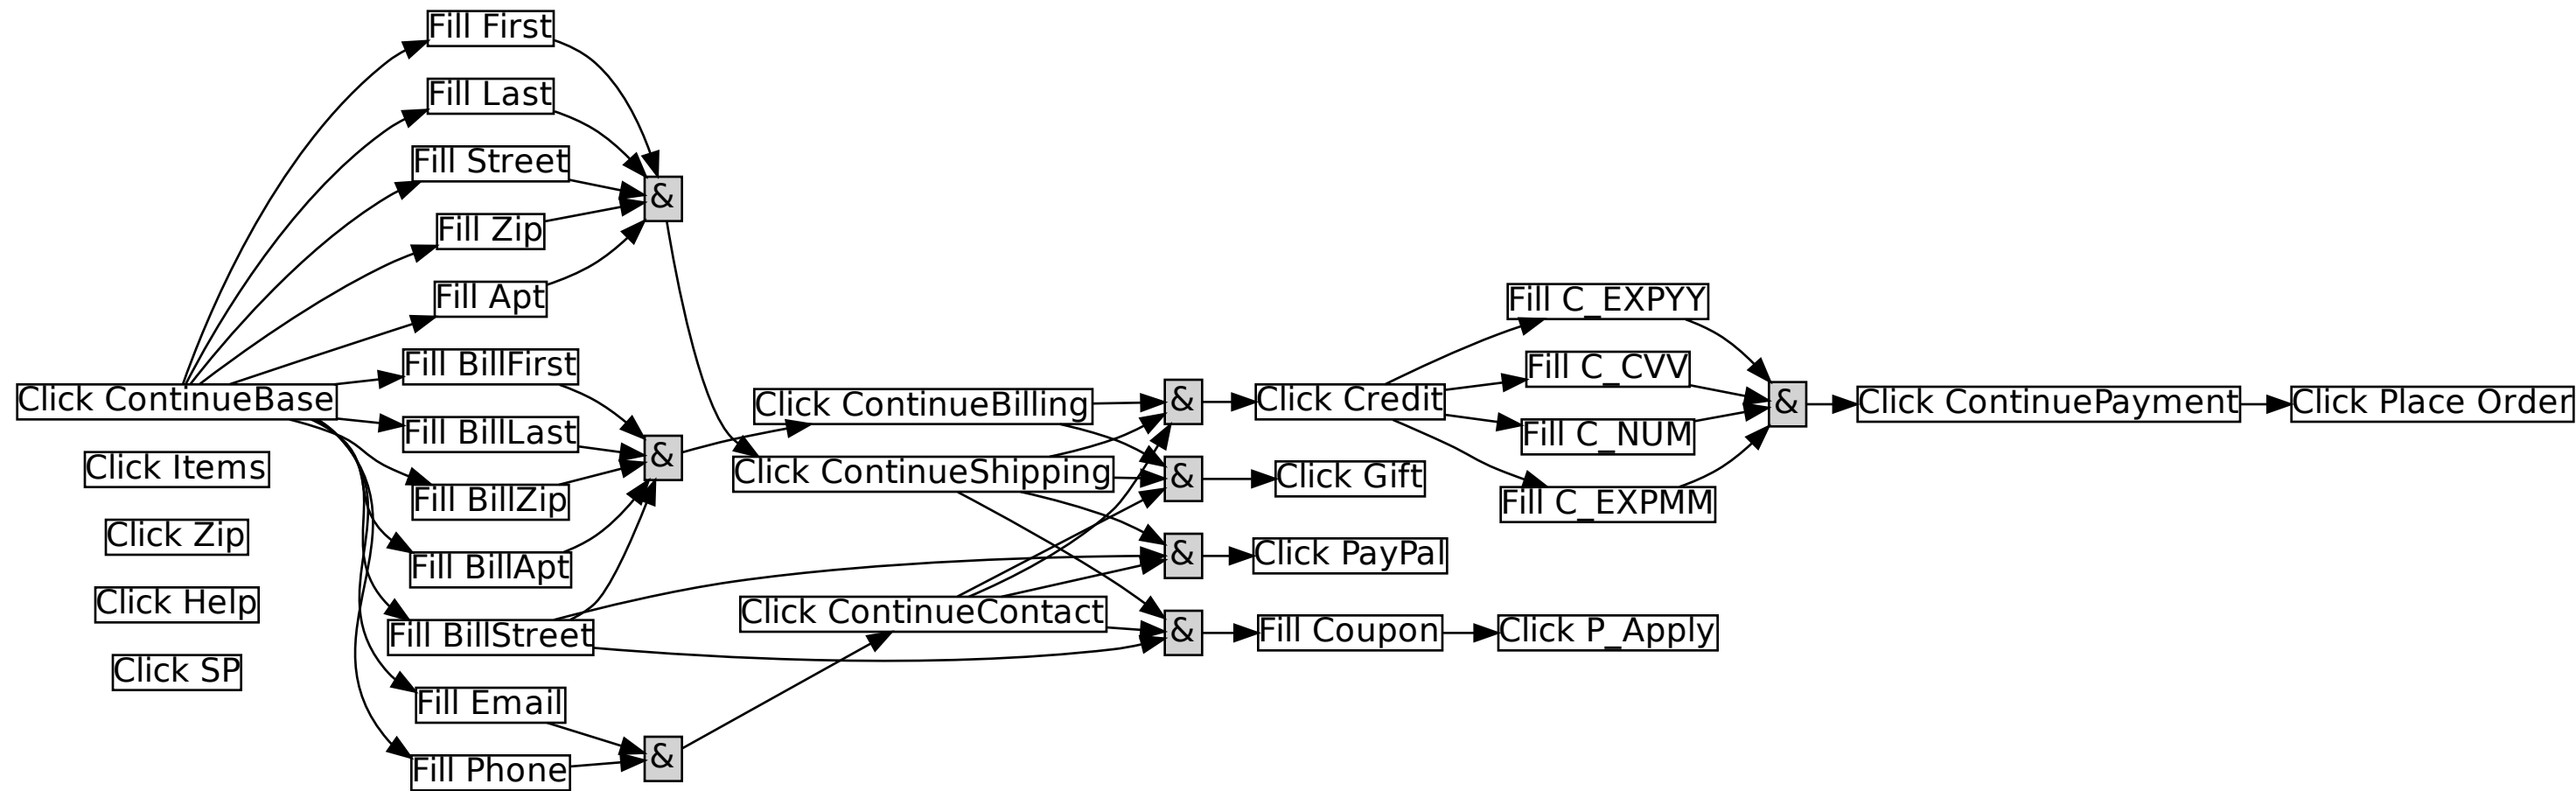 Fill First
Fill Last
Fill Street
&
Fill Zip
Fill Apt
Fill C_EXPYY
Fill BillFirst
Fill C_CVV
Click ContinueBase
Click ContinueBilling
&
Click Credit
&
Click ContinuePayment
Click Place Order
Fill BillLast
Fill C_NUM
&
Click Items
Click ContinueShipping
&
Click Gift
Fill BillZip
Fill C_EXPMM
Click Zip
&
Click PayPal
Fill BillApt
Click Help
Click ContinueContact
Fill BillStreet
&
Fill Coupon
Click P_Apply
Click SP
Fill Email
&
Fill Phone